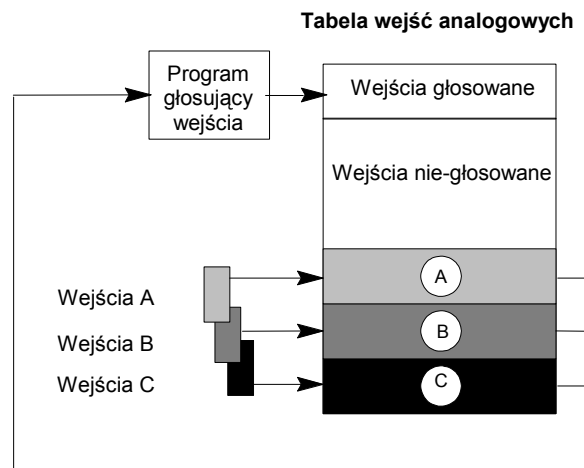 Tabela wejść analogowych
Program
głosujący
wejścia
Wejścia głosowane
Wejścia nie-głosowane
Wejścia A
A
Wejścia B
B
Wejścia C
C